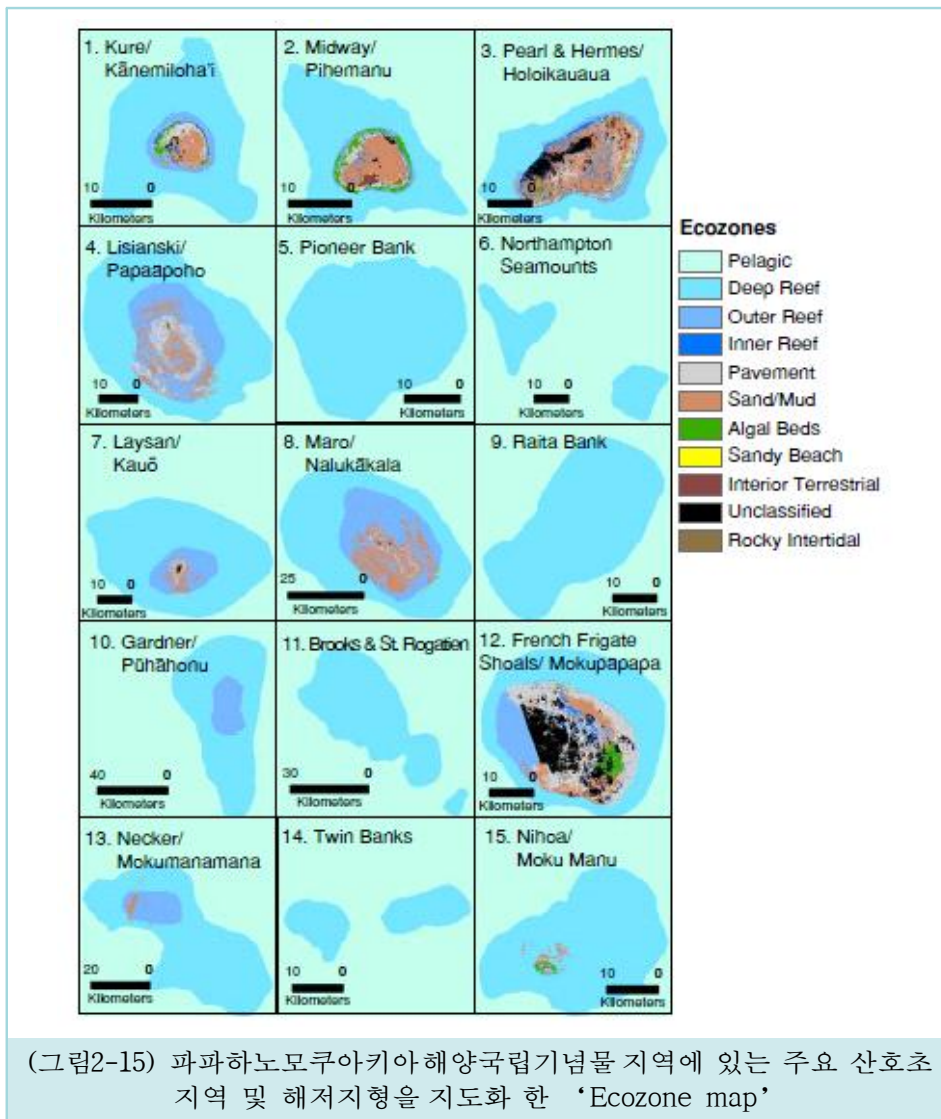 1. Kure/
Kānemiloha'i
10 0
Kilometers
2. Midway/
Pihemanu
10 0
Kilometers
3. Pearl & Hermes/
Holoikauaua
10 0
Kilometers
4. Lisianski/
Papaāpoho
10 0
Kilometers
5. Pioneer Bank
10 0
Kilometers
6. Northampton
Seamounts
10 0
Kilometers
7. Laysan/
Kauō
10 0
Kilometers
8. Maro/
Nalukākala
25 0
Kilometers
9. Raita Bank
10 0
Kilometers
10. Gardner/
Pūhāhonu
40 0
Kilometers
11. Brooks & St. Rogatien
30 0
Kilometers
12. French Frigate
Shoals/ Mokupāpapa
10 0
Kilometers
13. Necker/
Mokumanamana
20 0
Kilometers
14. Twin Banks
10 0
Kilometers
15. Nihoa/
Moku Manu
10 0
Kilometers
Ecozones
Pelagic
Deep Reef
Outer Reef
Inner Reef
Pavement
Sand/Mud
Algal Beds
Sandy Beach
Interior Terrestrial
Unclassified
Rocky Intertidal
(그림2-15) 파파하노모쿠아키아해양국립기념물 지역에 있는 주요 산호초
지역 및 해저지형을 지도화 한 ‘Ecozone map’